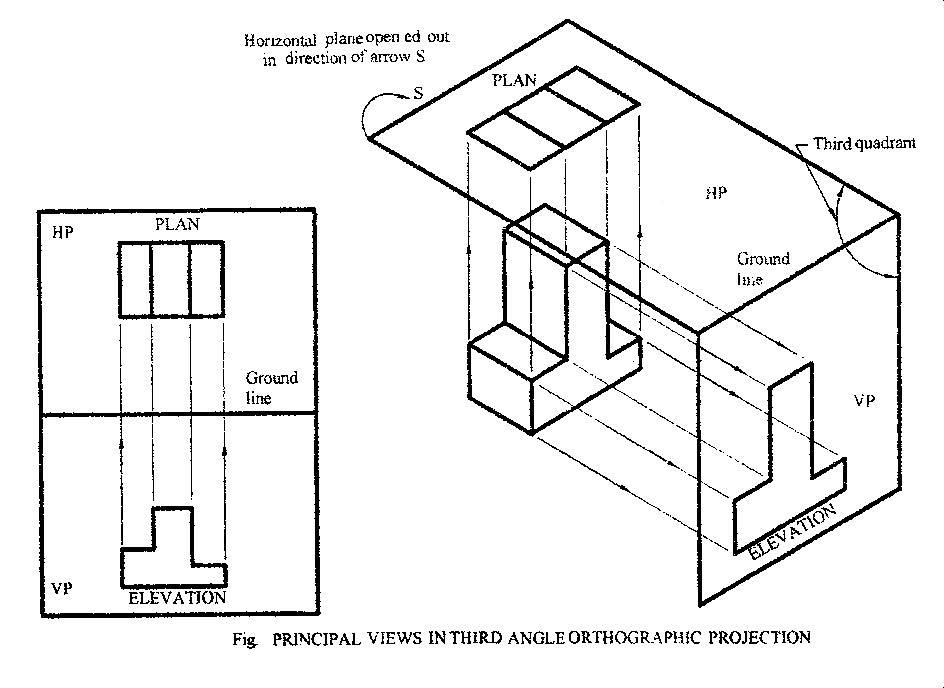 Horizontal plane open ed out
in direction of arrow S
S
PLAN
Third quadrant
HP
Ground
line
VP
ELEVATION
HP
PLAN
Ground
line
VP
ELEVATION
Fig. PRINCIPAL VIEWS IN THIRD ANGLE ORTHOGRAPHIC PROJECTION